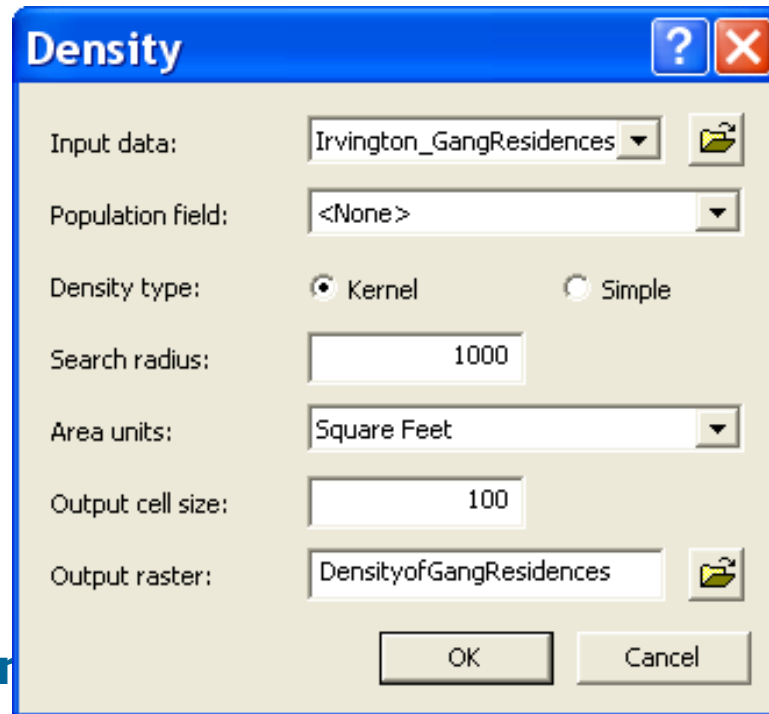 Density
Input data: Irvington_GangResidences
Population field: <None>
Density type: Kernel Simple
Search radius: 1000
Area units: Square Feet
Output cell size: 100
Output raster: DensityofGangResidences
OK Cancel